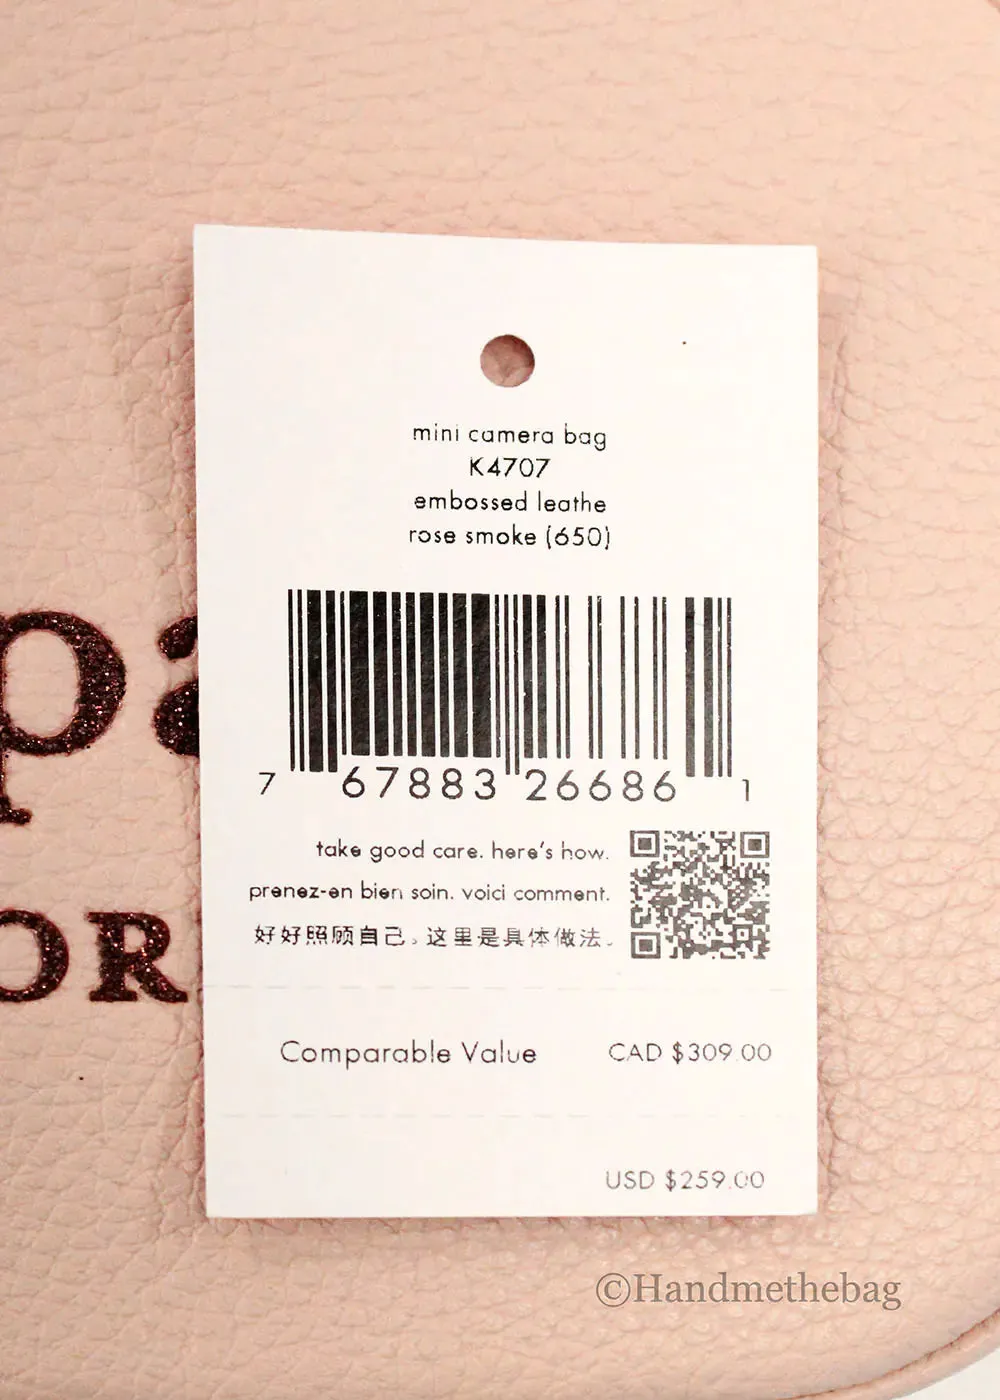 mini camera bag
K4707
embossed leathe
rose smoke (650)
pa
OR
7 67883 26686 1
take good care. here's how.
prenez-en bien soin. voici comment.
好好照顾自己。这里是具体做法。
Comparable Value CAD $309.00
USD $259.00
©Handmethebag